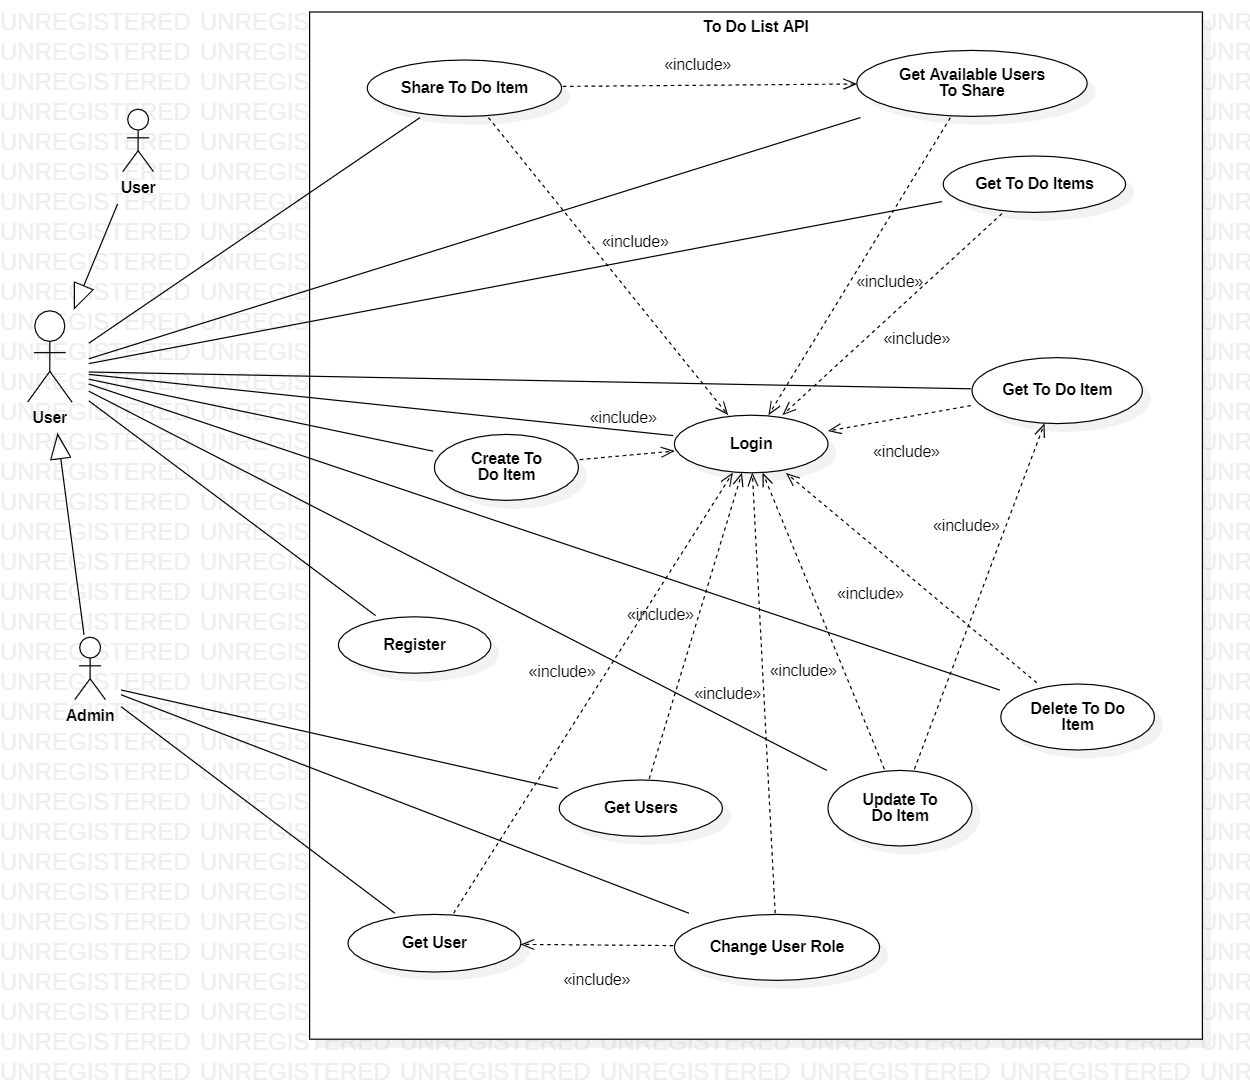 To Do List API
«include»
Share To Do Item
Get Available Users
To Share
User
Get To Do Items
«include»
«include»
«include»
User
Get To Do Item
«include»
Login
Create To
Do Item
«include»
«include»
«include»
«include»
Register
«include»
«include»
«include»
Admin
Delete To Do
Item
Get Users
Update To
Do Item
Get User
Change User Role
«include»
UNREGISTERED UNREGISTERED UNREGISTERED UNREGISTERED UNREGISTERED UNREGISTERED